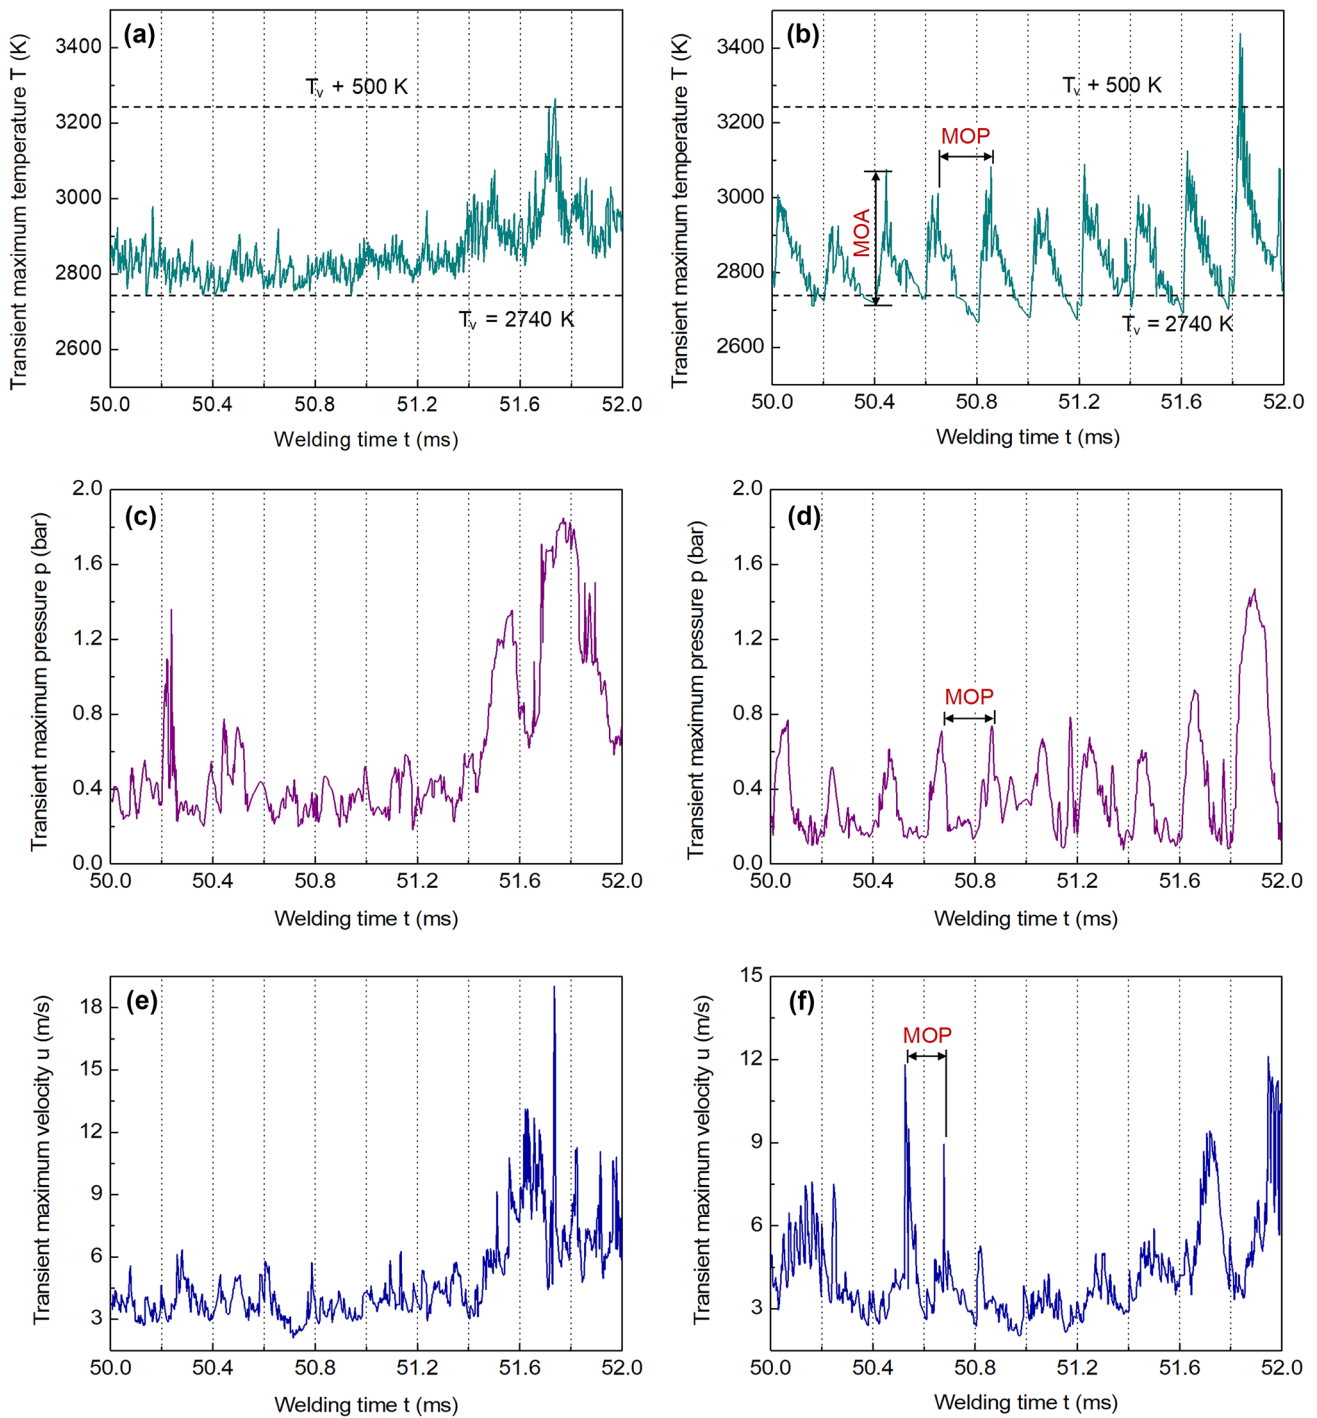 (a)
Transient maximum temperature T (K)
3400
3200
3000
2800
2600
Tv + 500 K
Tv = 2740 K
50.0 50.4 50.8 51.2 51.6 52.0
Welding time t (ms)
(b)
Transient maximum temperature T (K)
3400
3200
3000
2800
2600
Tv + 500 K
MOP
MOA
Tv = 2740 K
50.0 50.4 50.8 51.2 51.6 52.0
Welding time t (ms)
(c)
Transient maximum pressure p (bar)
2.0
1.6
1.2
0.8
0.4
0.0
50.0 50.4 50.8 51.2 51.6 52.0
Welding time t (ms)
(d)
Transient maximum pressure p (bar)
2.0
1.6
1.2
0.8
0.4
0.0
MOP
50.0 50.4 50.8 51.2 51.6 52.0
Welding time t (ms)
(e)
Transient maximum velocity u (m/s)
18
15
12
9
6
3
50.0 50.4 50.8 51.2 51.6 52.0
Welding time t (ms)
(f)
Transient maximum velocity u (m/s)
15
12
9
6
3
MOP
50.0 50.4 50.8 51.2 51.6 52.0
Welding time t (ms)